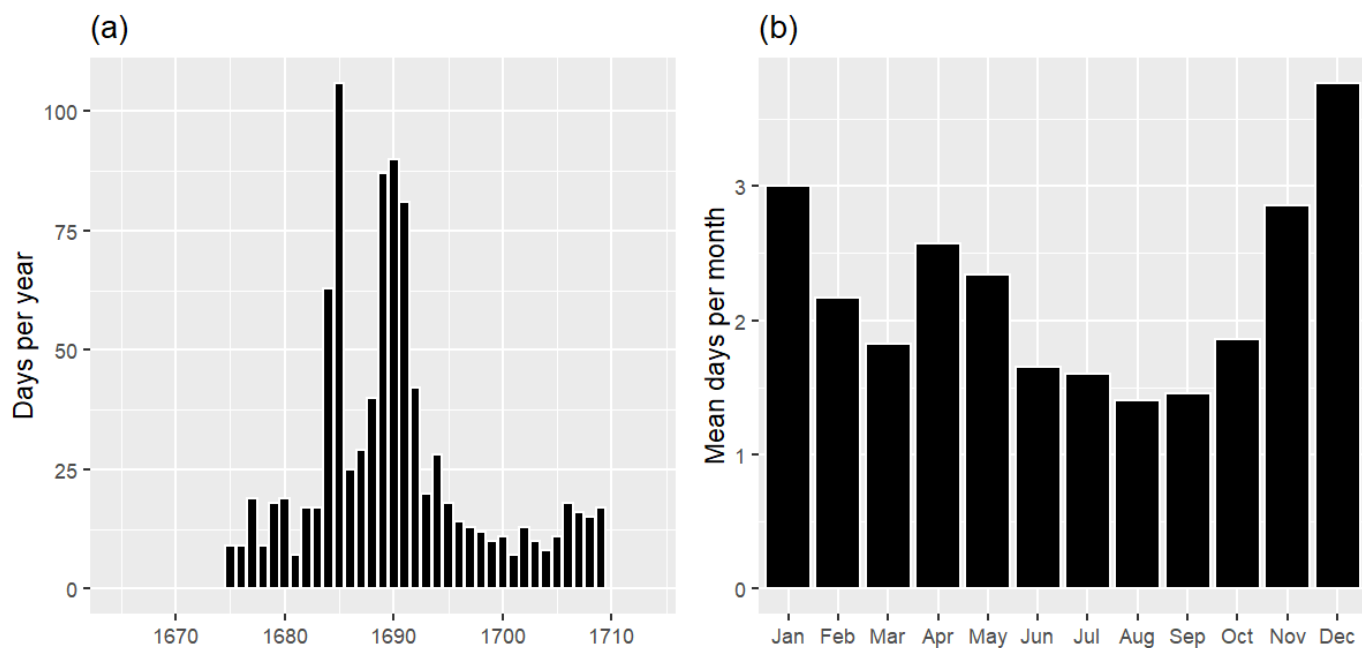 (a)
Days per year
100
75
50
25
0
1670 1680 1690 1700 1710
(b)
Mean days per month
3
2
1
0
Jan Feb Mar Apr May Jun Jul Aug Sep Oct Nov Dec